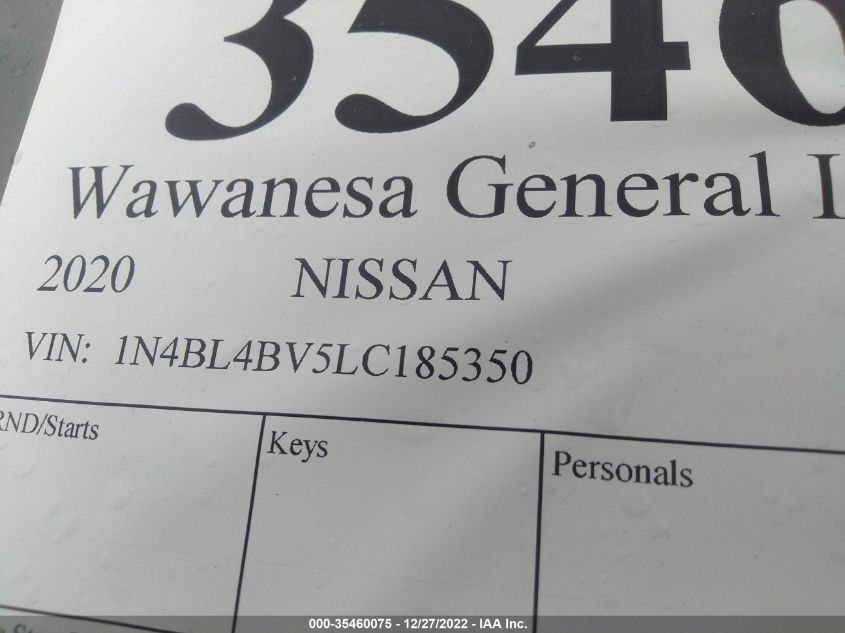 3546
Wawanesa General
2020 NISSAN
VIN: 1N4BL4BV5LC185350
RND/Starts Keys Personals
000-35460075 - 12/27/2022 - IAA Inc.